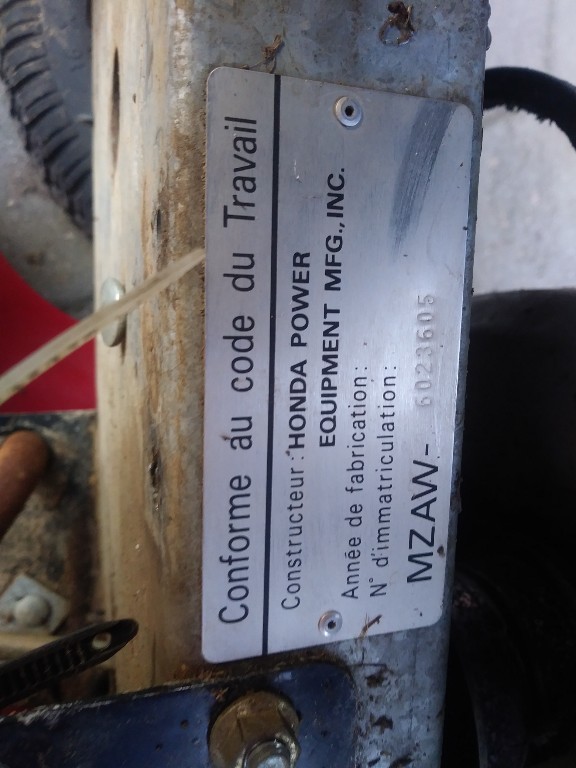 Conforme au code du Travail
Constructeur: HONDA POWER
EQUIPMENT MFG., INC.
Année de fabrication:
N° d'immatriculation:
MZAW- 6023605